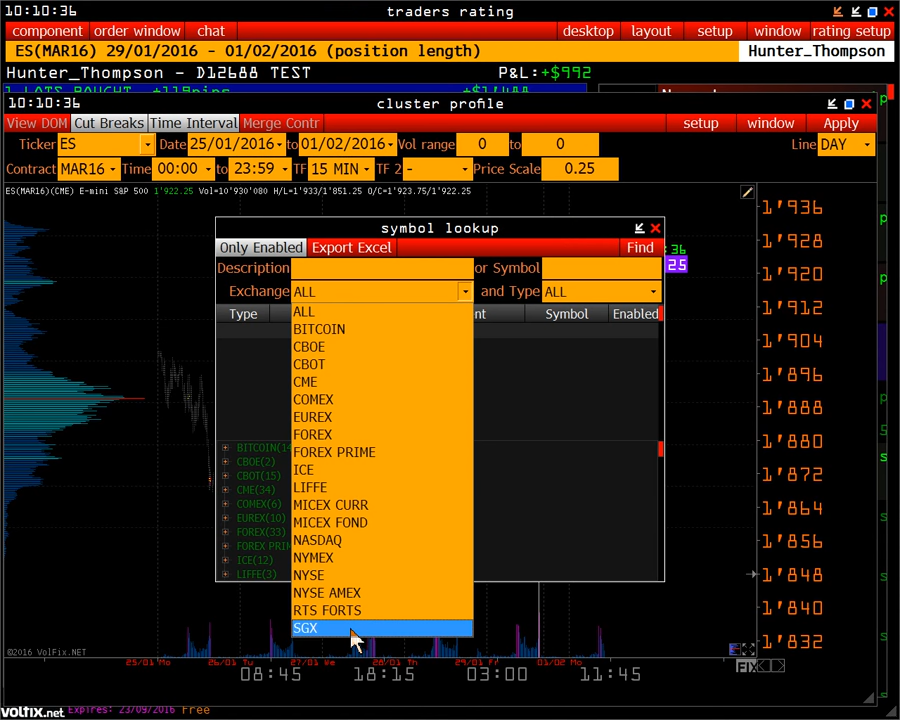 10:10:36 traders rating
component order window chat desktop layout setup window rating setup
ES(MAR16) 29/01/2016 - 01/02/2016 (position length) Hunter_Thompson
Hunter_Thompson - D12688 TEST P&L:+$992
10:10:36 cluster profile
View DOM Cut Breaks Time Interval Merge Contr setup window Apply
Ticker ES Date 25/01/2016 to 01/02/2016 Vol range 0 to 0 Line DAY
Contract MAR16 Time 00:00 to 23:59 TF 15 MIN TF 2 - Price Scale 0.25
ES(MAR16)(CME) E-mini S&P 500 1'922.25 Vol=10'930'080 H/L=1'933/1'851.25 O/C=1'923.75/1'922.25
1'936
symbol lookup
1'928
Only Enabled Export Excel Find
:36
25
Description or Symbol
1'920
Exchange ALL and Type ALL
1'912
Type Symbol Enabled
ALL
BITCOIN
CBOE
1'904
CBOT
CME
1'896
COMEX
1'888
EUREX
FOREX
1'880
FOREX PRIME
ICE
1'872
LIFFE
MICEX CURR
1'864
MICEX FOND
NASDAQ
1'856
NYMEX
NYSE
1'848
NYSE AMEX
RTS FORTS
1'840
SGX
1'832
BITCOIN(14
CBOE(2)
CBOT(15)
CME(34)
COMEX(6)
EUREX(10)
FOREX(33)
FOREX PRIM
ICE(12)
LIFFE(3)
©2016 VolFix.NET
25/01 Mo 26/01 Tu 27/01 We 28/01 Th 29/01 Fr 01/02 Mo
08:45 18:15 03:00 11:45 FIX
volfix.net Expires: 23/09/2016 Free